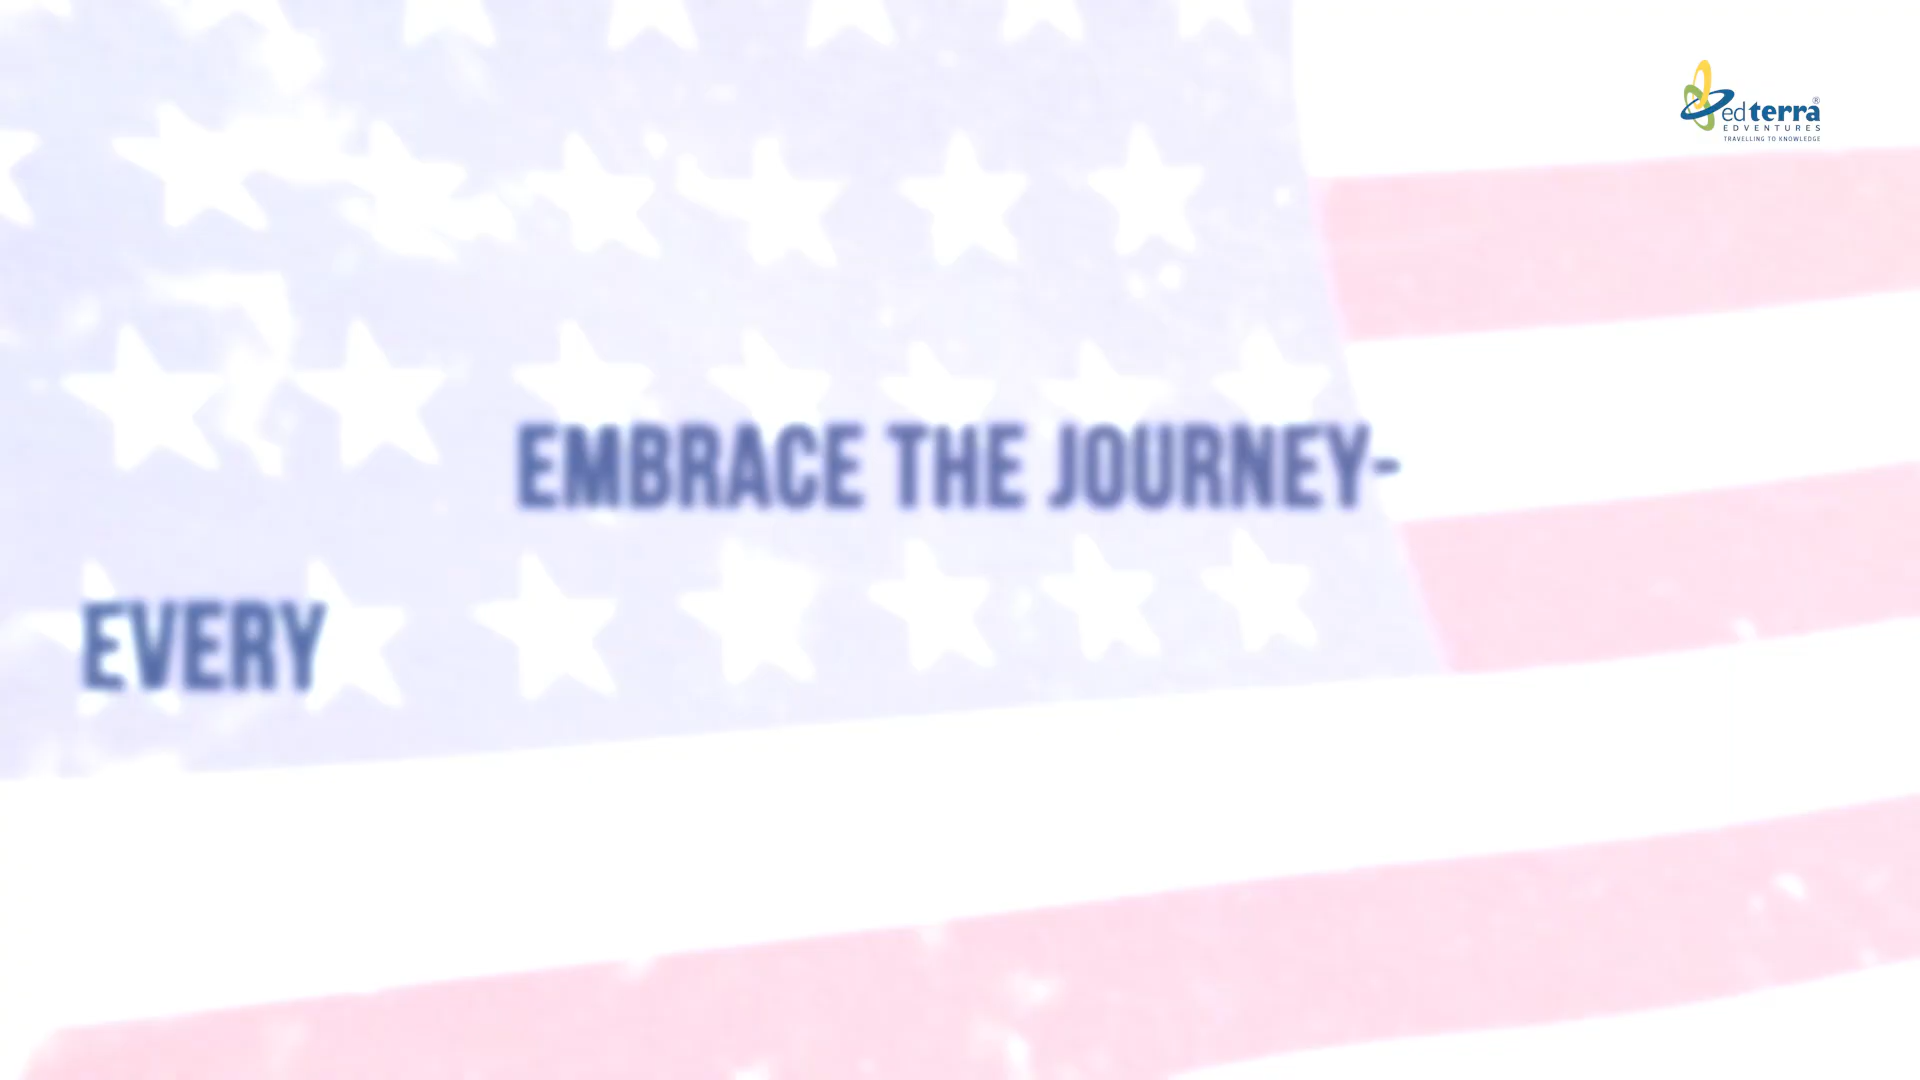 edterra®
EDVENTURES
TRAVELLING TO KNOWLEDGE
EMBRACE THE JOURNEY-
EVERY